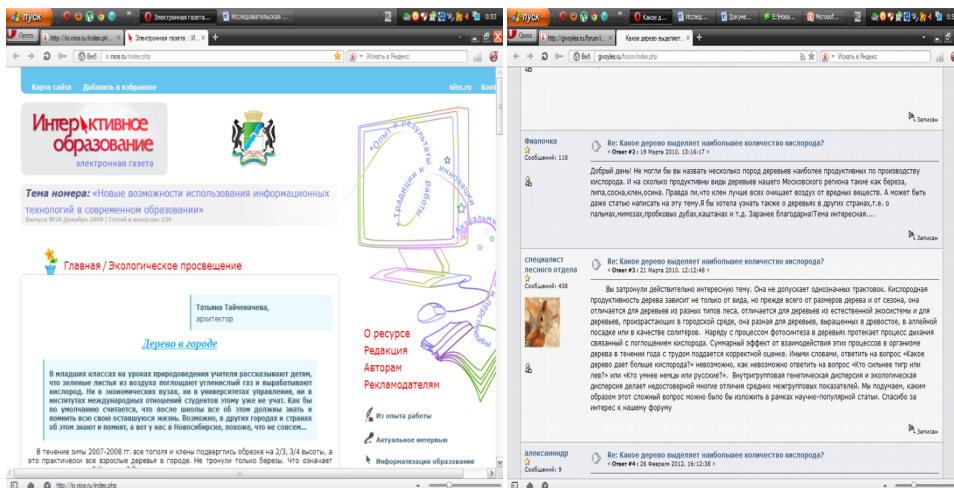 пуск
Электронная газета...
Исследовательская ...
0:53
Opera
http://io.nios.ru/index.ph...
Электронная газета :: И...
Веб
io.nios.ru/index.php
Искать в Яндекс
Карта сайта Добавить в избранное
nios.ru Конт
Интерактивное
образование
электронная газета
Тема номера: «Новые возможности использования информационных
технологий в современном образовании»
Главная / Экологическое просвещение
Татьяна Тайченачева,
архитектор
Дерево в городе
В младших классах на уроках природоведения учителя рассказывают детям,
что зеленые листья из воздуха поглощают углекислый газ и вырабатывают
кислород. Ни в экономических вузах, ни в университетах управления, ни в
институтах международных отношений студентов этому уже не учат. Как бы
по умолчанию считается, что после школы все об этом должны знать и
помнить всю свою оставшуюся жизнь. Возможно, в других городах и странах
об этом знают и помнят, а вот у нас в Новосибирске, похоже, что не совсем...
В течение зимы 2007-2008 гг. все тополя и клены подверглись обрезке на 2/3, 3/4 высоты, а
это практически все взрослые деревья в городе. Не тронули только березы. Что означает
Опыт и результаты
Традиции и инновации
работы
О ресурсе
Редакция
Авторам
Рекламодателям
Из опыта работы
Актуальное интервью
Информатизация образования
http://io.nios.ru/index.php
пуск
Какое д...
Исслед...
Докуме...
E:\Нова...
Microsof...
Opera
http://givoyles.ru/forum/i...
Какое дерево выделяет...
Веб
givoyles.ru/forum/index.php
Искать в Яндекс
Записан
Фиалочка
Сообщений: 118
Re: Какое дерево выделяет наибольшее количество кислорода?
« Ответ #2 : 19 Марта 2010, 13:16:17 »
Добрый день! Не могли бы вы назвать несколько пород деревьев наиболее продуктивных по производству
кислорода. И на сколько продуктивны виды деревьев нашего Московского региона такие как береза,
липа,сосна,клен,осина. Правда ли,что клен лучше всех очищает воздух от вредных веществ. А может быть
даже статью написать на эту тему.Я бы хотела узнать также о деревьях в других странах,т.е. о
пальмах,мимозах,пробковых дубах,каштанах и т.д. Заранее благодарна!Тема интересная....
Записан
специалист
лесного отдела
Сообщений: 438
Re: Какое дерево выделяет наибольшее количество кислорода?
« Ответ #3 : 21 Марта 2010, 12:12:48 »
Вы затронули действительно интересную тему. Она не допускает однозначных трактовок. Кислородная
продуктивность дерева зависит не только от вида, но прежде всего от размеров дерева и от сезона, она
отличается для деревьев из разных типов леса, отличается для деревьев из естественной экосистемы и для
деревьев, произрастающих в городской среде, она разная для деревьев, выращенных в древостое, в аллейной
посадке или в качестве солитеров. Наряду с процессом фотосинтеза в деревьях протекает процесс дыхания
связанный с поглощением кислорода. Суммарный эффект от взаимодействия этих процессов в организме
дерева в течении года с трудом поддается корректной оценке. Иными словами, ответить на вопрос «Какое
дерево дает больше кислорода?» невозможно, как невозможно ответить на вопрос «Кто сильнее тигр или
лев?» или «Кто умнее немцы или русские?». Внутригрупповая генетическая дисперсия и экологическая
дисперсия делает недостоверной многие отличия средних межгрупповых показателей. Мы подумаем, каким
образом этот сложный вопрос можно было бы изложить в рамках научно-популярной статьи. Спасибо за
интерес к нашему форуму
Записан
алексаннндр
Сообщений: 9
Re: Какое дерево выделяет наибольшее количество кислорода?
« Ответ #4 : 26 Февраля 2012, 16:12:38 »